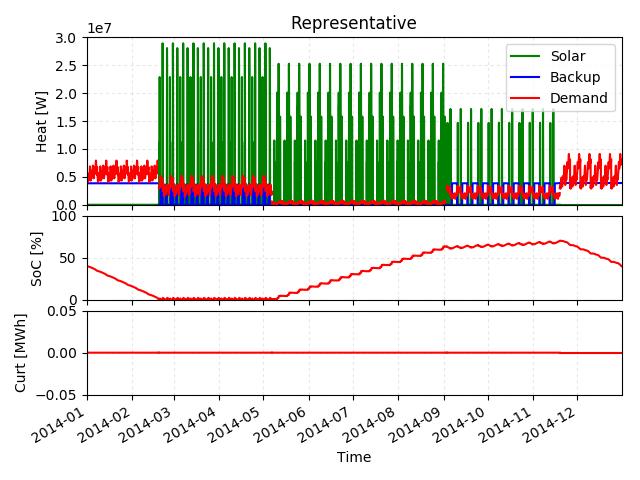 Representative
1e7
Heat [W]
3.0
2.5
2.0
1.5
1.0
0.5
0.0
Solar
Backup
Demand
SoC [%]
100
50
0
Curt [MWh]
0.05
0.00
−0.05
2014-01
2014-02
2014-03
2014-04
2014-05
2014-06
2014-07
2014-08
2014-09
2014-10
2014-11
2014-12
Time